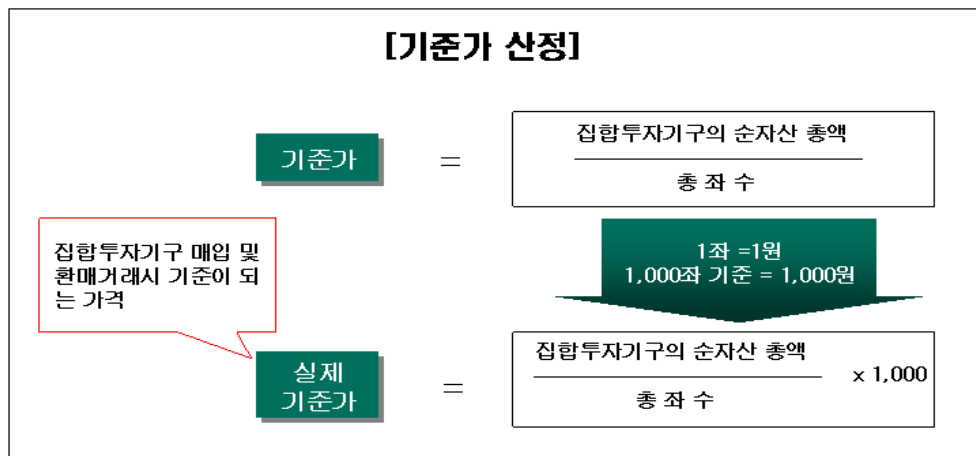 [기준가 산정]
기준가
=
집합투자기구의 순자산 총액
총 좌 수
집합투자기구 매입 및
환매거래시 기준이 되
는 가격
1좌 =1원
1,000좌 기준 = 1,000원
실제
기준가
=
집합투자기구의 순자산 총액
총 좌 수
x 1,000